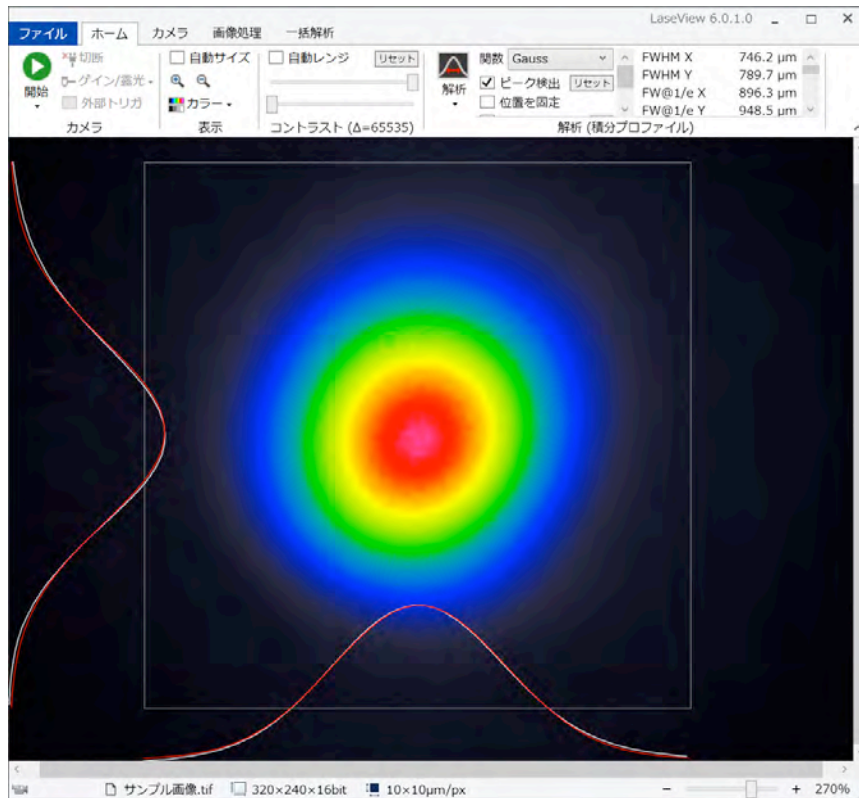 LaseView 6.0.1.0
ファイル ホーム カメラ 画像処理 一括解析
開始
切断
ゲイン/露光
外部トリガ
カメラ
自動サイズ
カラー
表示
自動レンジ リセット
コントラスト (Δ=65535)
解析
関数 Gauss
ピーク検出 リセット
位置を固定
FWHM X 746.2 μm
FWHM Y 789.7 μm
FW@1/e X 896.3 μm
FW@1/e Y 948.5 μm
解析 (積分プロファイル)
サンプル画像.tif 320×240×16bit 10×10μm/px 270%